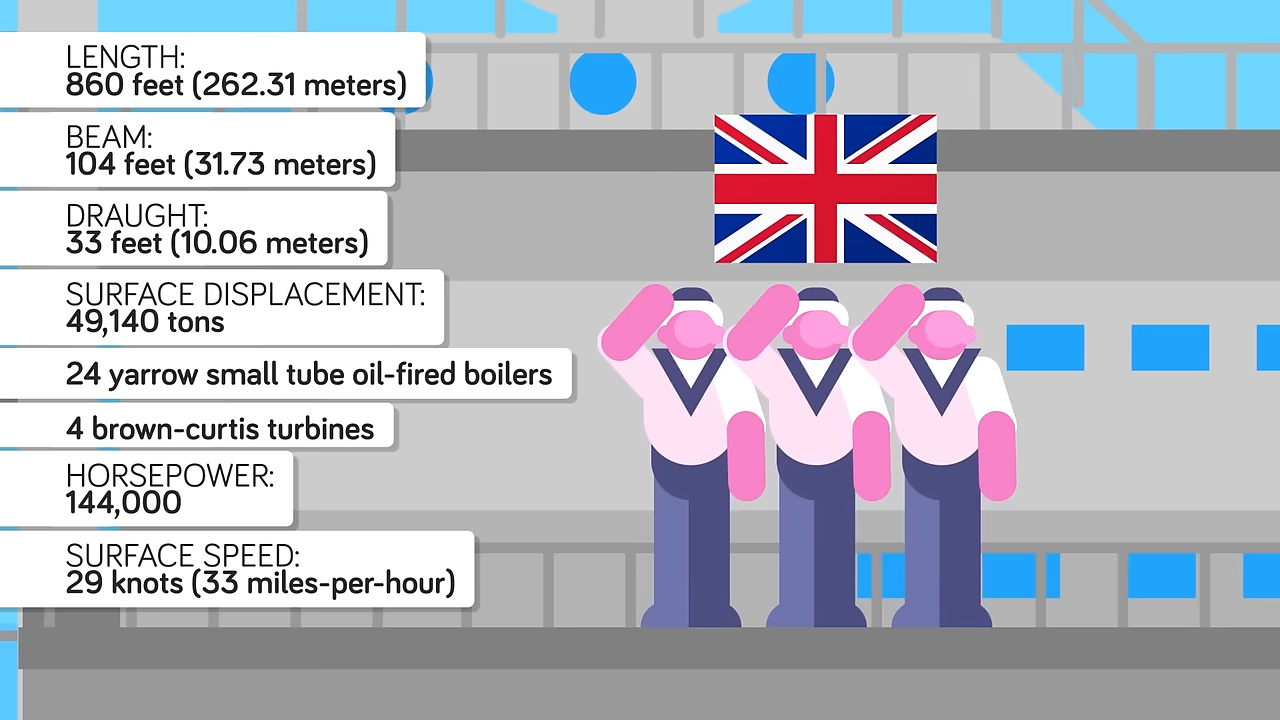 LENGTH:
860 feet (262.31 meters)
BEAM:
104 feet (31.73 meters)
DRAUGHT:
33 feet (10.06 meters)
SURFACE DISPLACEMENT:
49,140 tons
24 yarrow small tube oil-fired boilers
4 brown-curtis turbines
HORSEPOWER:
144,000
SURFACE SPEED:
29 knots (33 miles-per-hour)